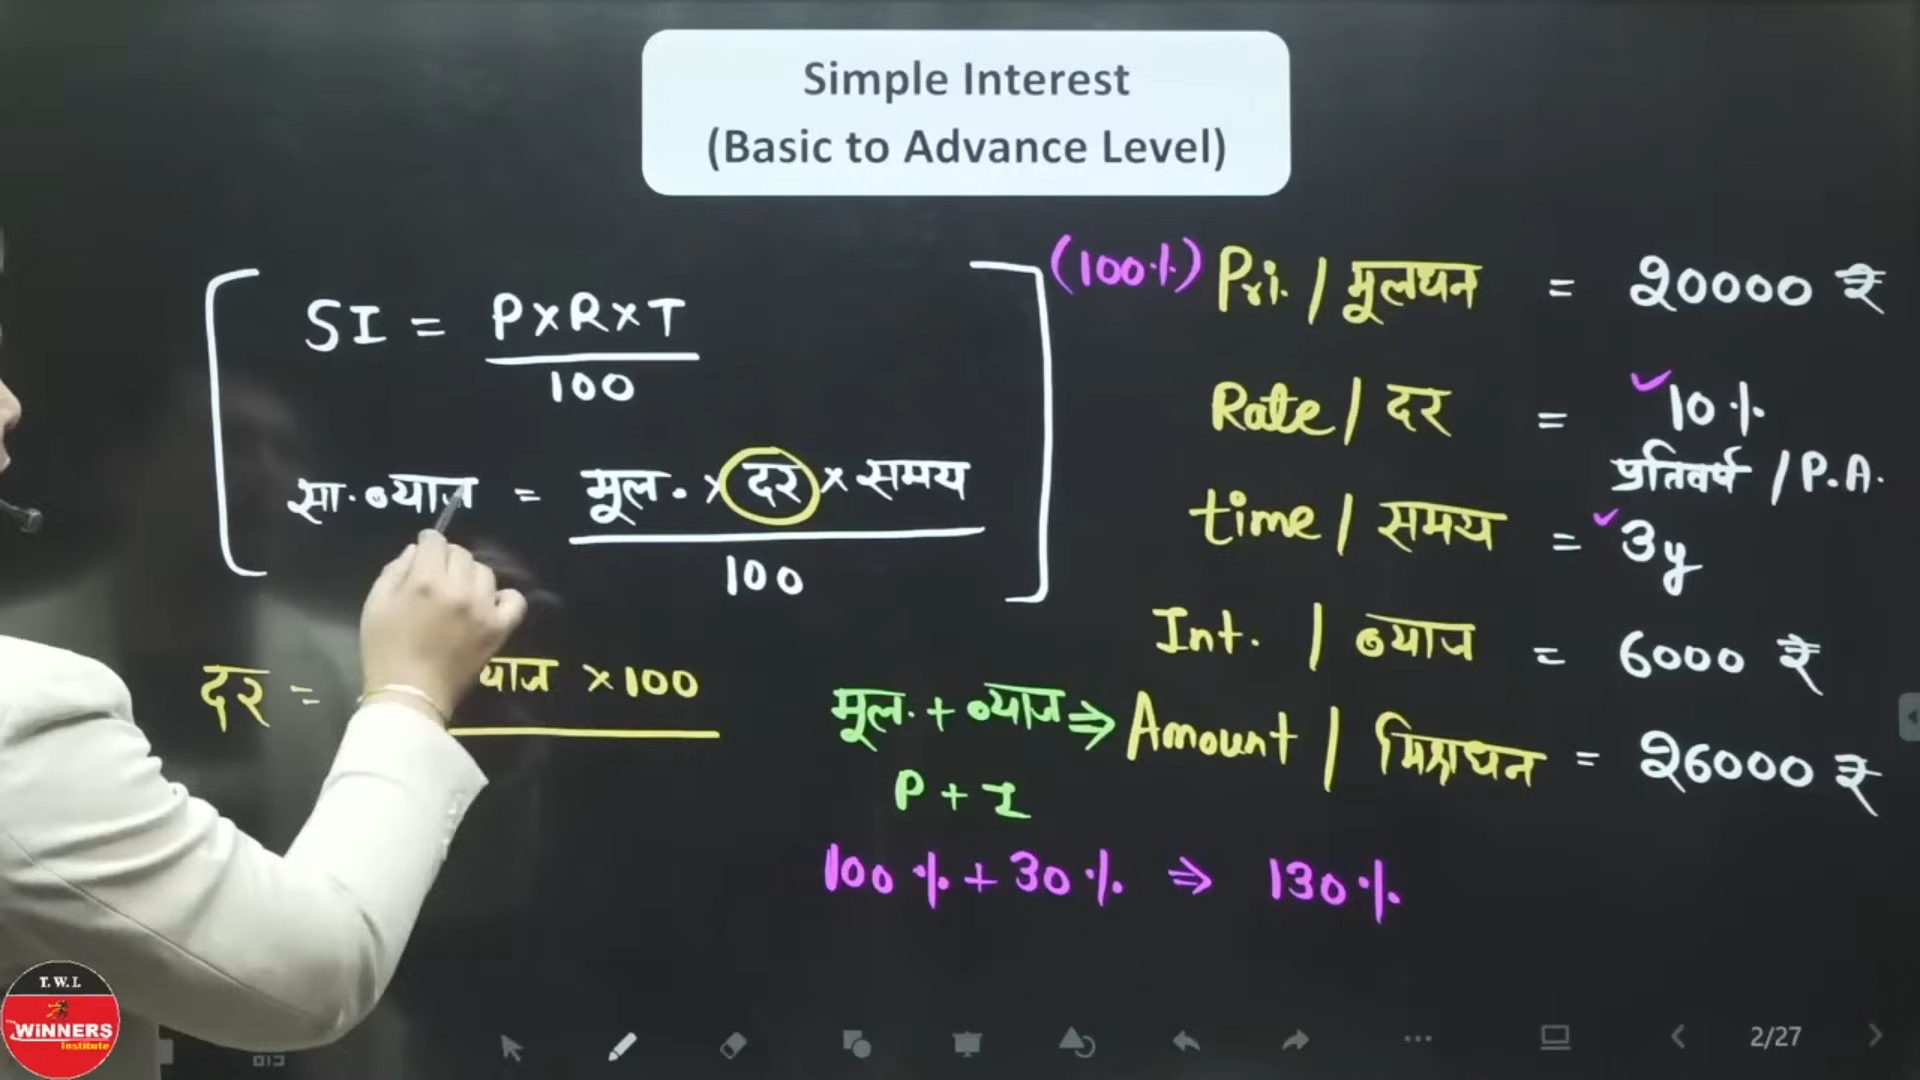 Simple Interest
(Basic to Advance Level)
SI = P×R×T
100
सा. ब्याज = मूल. × दर × समय
100
दर = याज ×100
(100%) Pri. / मूलधन = 20000 ₹
Rate / दर = 10%
प्रतिवर्ष / P.A.
time / समय = 3y
Int. / ब्याज = 6000 ₹
मूल. + ब्याज ⇒ Amount / मिश्रधन = 26000 ₹
P + I
100% + 30% ⇒ 130%
T.W.I.
WINNERS
Institute
2/27